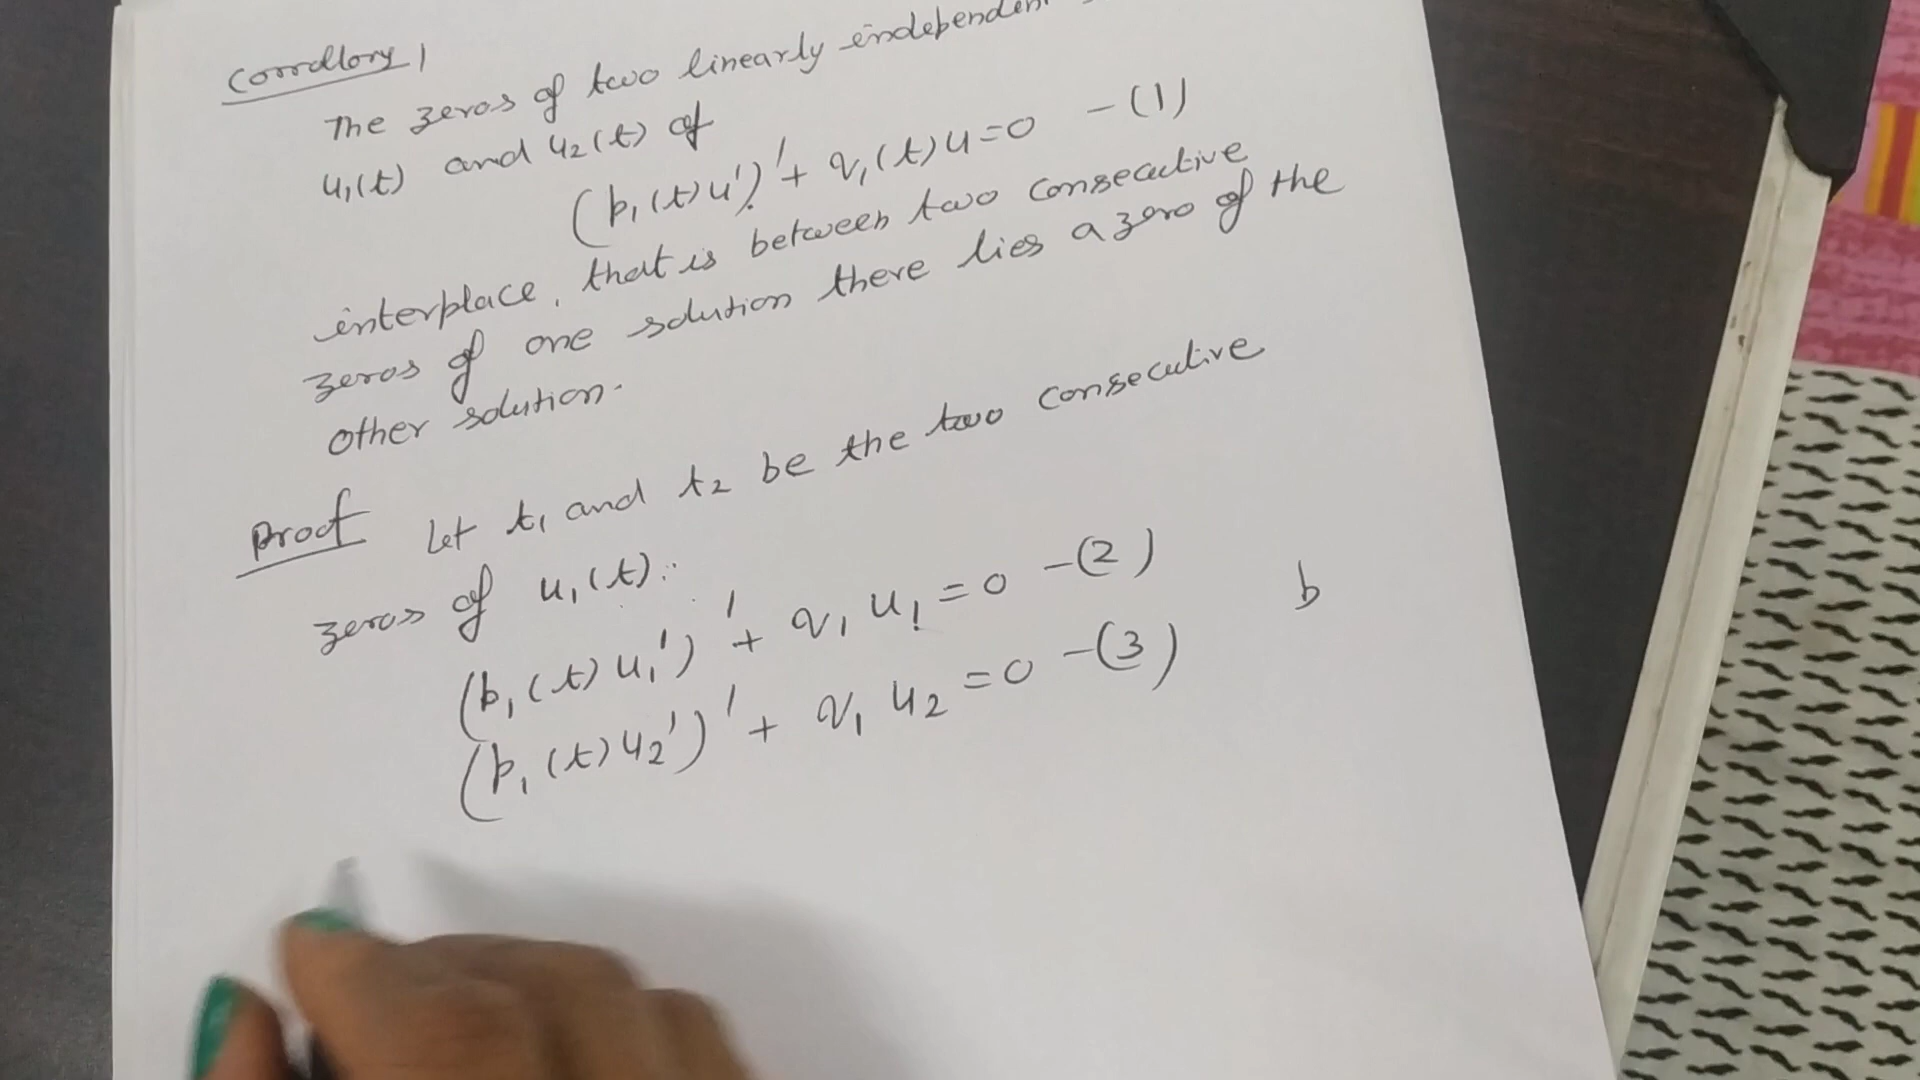 Corollory 1
The zeros of two linearly independent
u₁(t) and u₂(t) of
(p₁(t)u')' + q₁(t)u=0 -(1)
interplace, that is between two consecutive
zeros of one solution there lies a zero of the
other solution.
Proof Let t₁ and t₂ be the two consecutive
zeros of u₁(t).
(p₁(t)u₁')' + q₁u₁=0 -(2)
b
(p₁(t)u₂')' + q₁u₂=0 -(3)